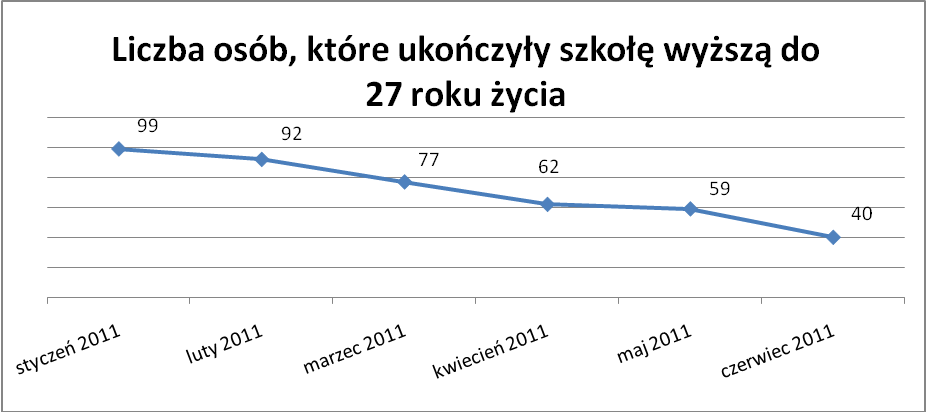 Liczba osób, które ukończyły szkołę wyższą do
27 roku życia
99
92
77
62
59
40
styczeń 2011
luty 2011
marzec 2011
kwiecień 2011
maj 2011
czerwiec 2011